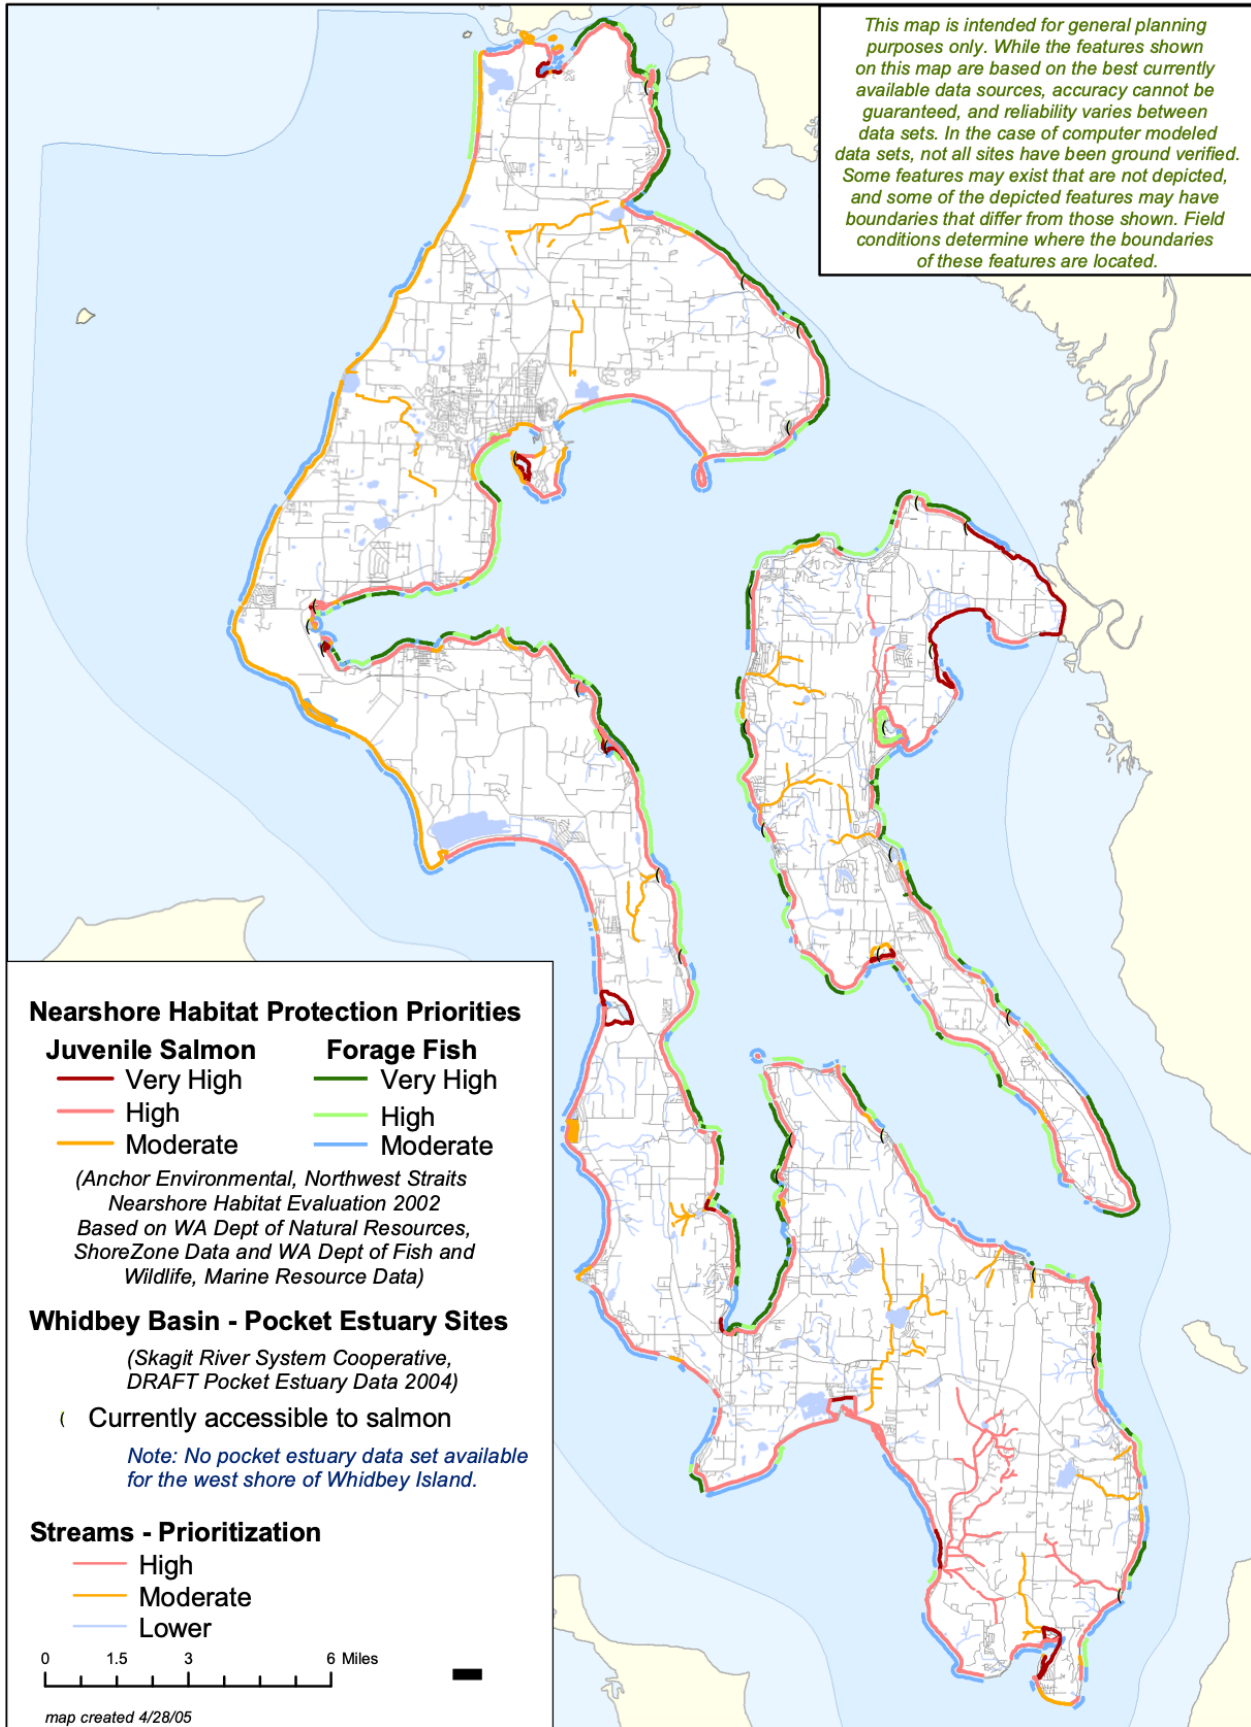 This map is intended for general planning
purposes only. While the features shown
on this map are based on the best currently
available data sources, accuracy cannot be
guaranteed, and reliability varies between
data sets. In the case of computer modeled
data sets, not all sites have been ground verified.
Some features may exist that are not depicted,
and some of the depicted features may have
boundaries that differ from those shown. Field
conditions determine where the boundaries
of these features are located.
Nearshore Habitat Protection Priorities
Juvenile Salmon Forage Fish
Very High Very High
High High
Moderate Moderate
(Anchor Environmental, Northwest Straits
Nearshore Habitat Evaluation 2002
Based on WA Dept of Natural Resources,
ShoreZone Data and WA Dept of Fish and
Wildlife, Marine Resource Data)
Whidbey Basin - Pocket Estuary Sites
(Skagit River System Cooperative,
DRAFT Pocket Estuary Data 2004)
Currently accessible to salmon
Note: No pocket estuary data set available
for the west shore of Whidbey Island.
Streams - Prioritization
High
Moderate
Lower
0 1.5 3 6 Miles
map created 4/28/05